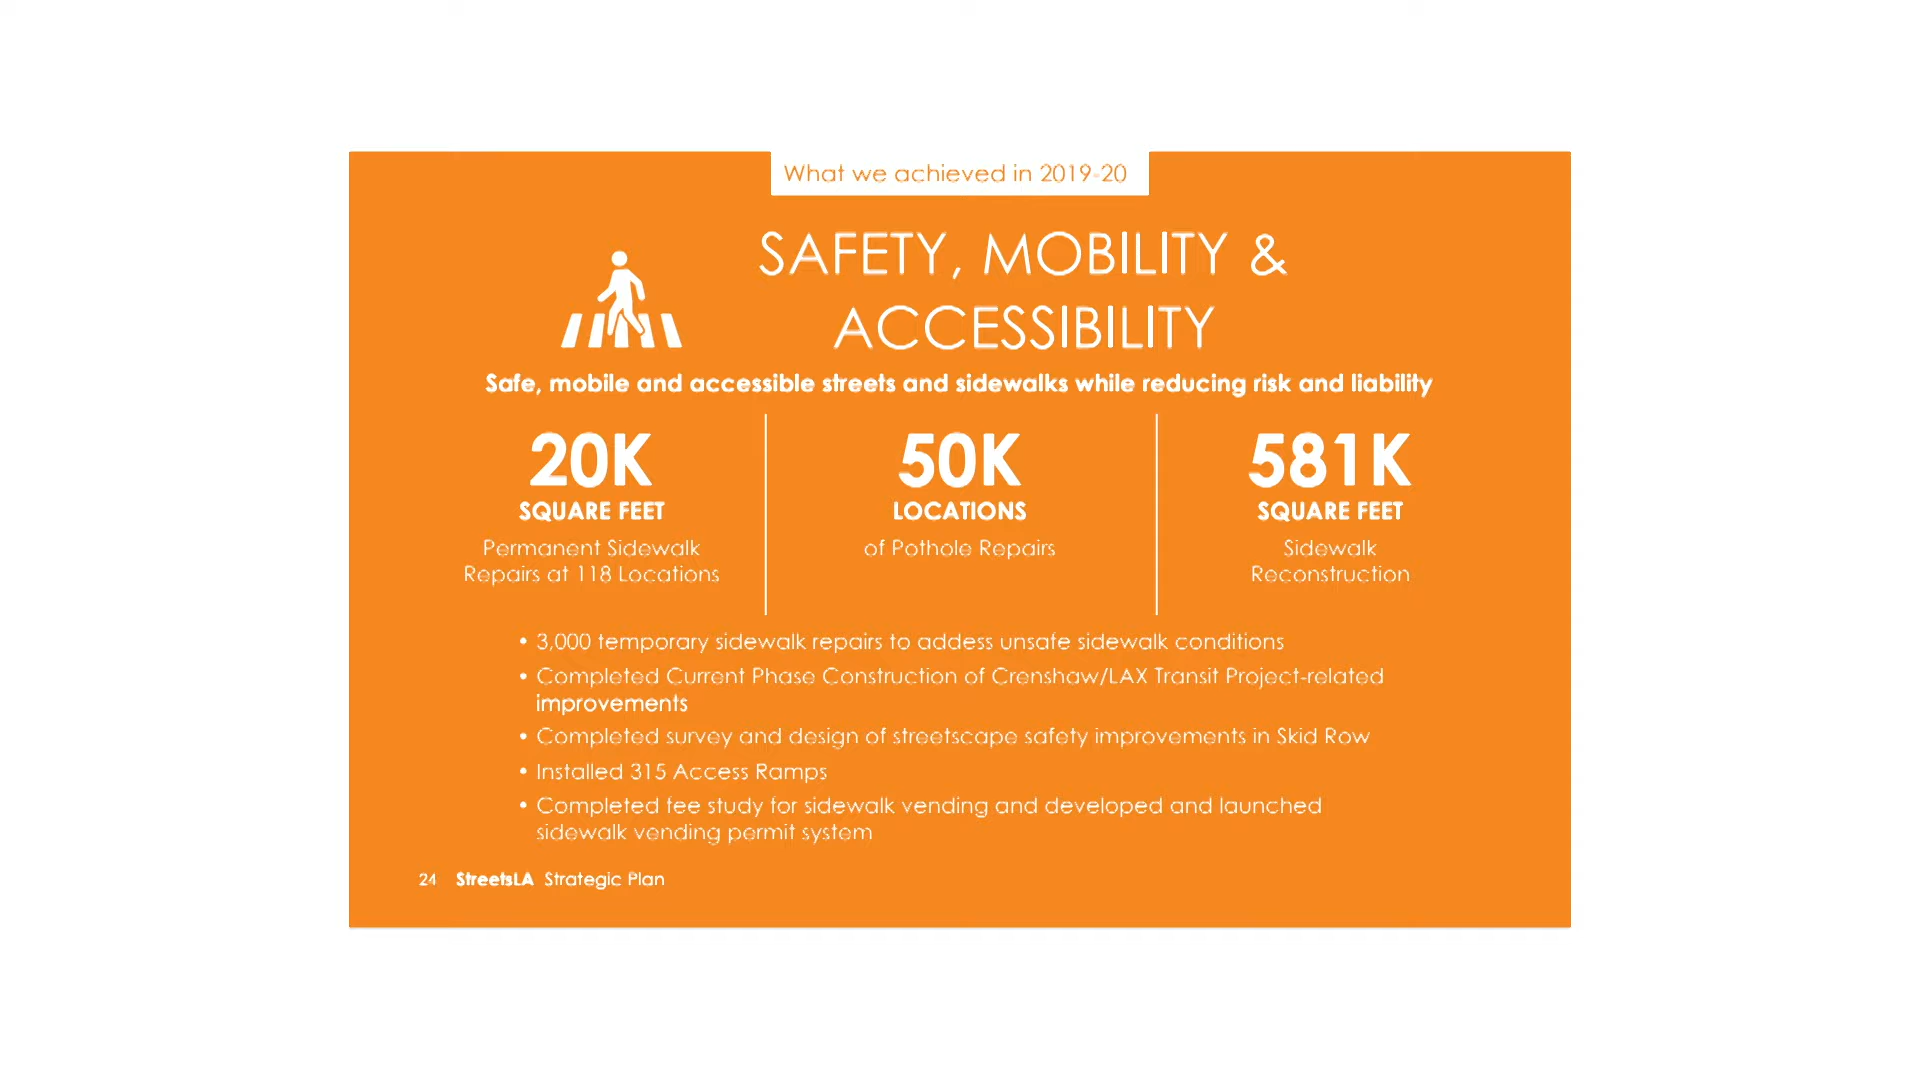 What we achieved in 2019-20
SAFETY, MOBILITY &
ACCESSIBILITY
Safe, mobile and accessible streets and sidewalks while reducing risk and liability
20K
SQUARE FEET
Permanent Sidewalk
Repairs at 118 Locations
50K
LOCATIONS
of Pothole Repairs
581K
SQUARE FEET
Sidewalk
Reconstruction
• 3,000 temporary sidewalk repairs to addess unsafe sidewalk conditions
• Completed Current Phase Construction of Crenshaw/LAX Transit Project-related
improvements
• Completed survey and design of streetscape safety improvements in Skid Row
• Installed 315 Access Ramps
• Completed fee study for sidewalk vending and developed and launched
sidewalk vending permit system
24 StreetsLA Strategic Plan